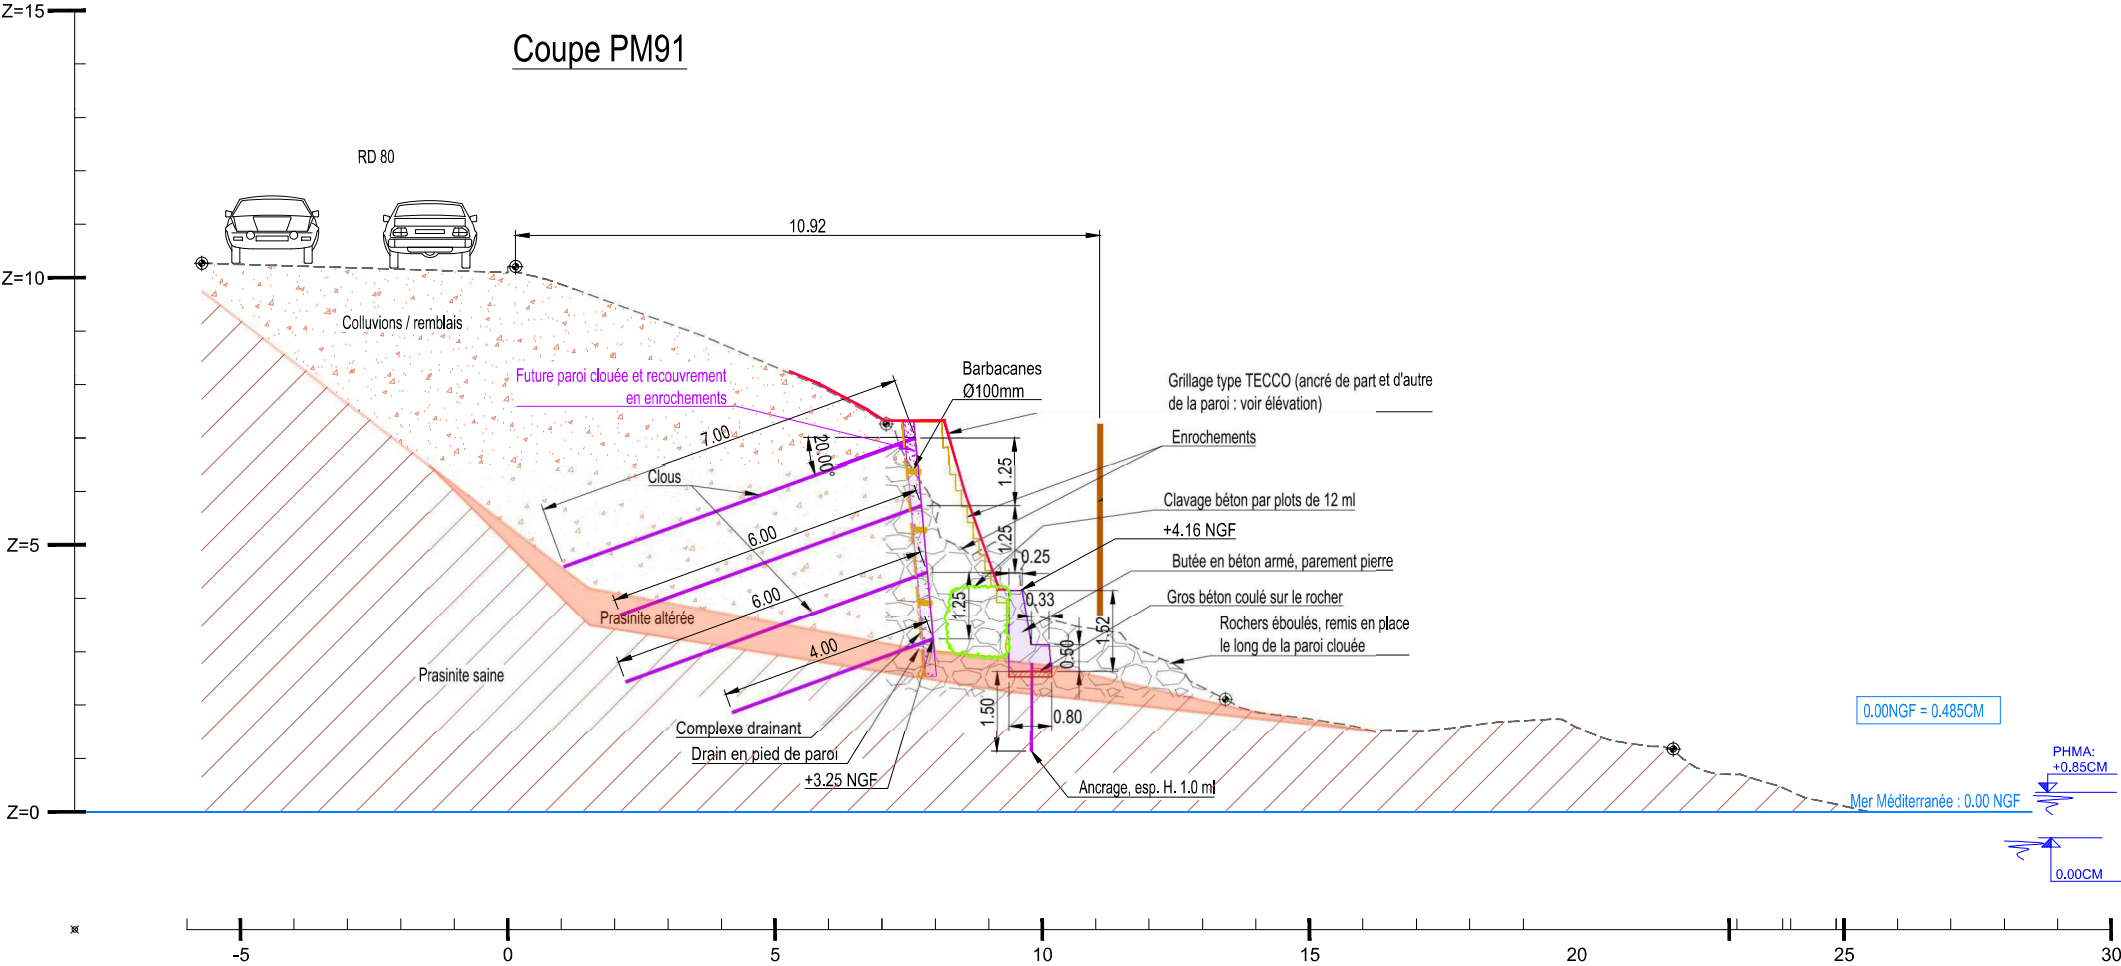 Z=15
Coupe PM91
RD 80
10.92
Z=10
Colluvions / remblais
Future paroi clouée et recouvrement
en enrochements
Barbacanes
Ø100mm
Grillage type TECCO (ancré de part et d'autre
de la paroi : voir élévation)
Enrochements
7.00
20.00°
1.25
Clous
Clavage béton par plots de 12 ml
+4.16 NGF
6.00
1.25
0.25
Z=5
Butée en béton armé, parement pierre
6.00
1.25
0.33
Gros béton coulé sur le rocher
Prasinite altérée
Rochers éboulés, remis en place
le long de la paroi clouée
4.00
0.50
1.52
Prasinite saine
1.50
0.80
Complexe drainant
Drain en pied de paroi
+3.25 NGF
Ancrage, esp. H. 1.0 ml
0.00NGF = 0.485CM
PHMA:
+0.85CM
Mer Méditerranée : 0.00 NGF
Z=0
0.00CM
-5
0
5
10
15
20
25
30